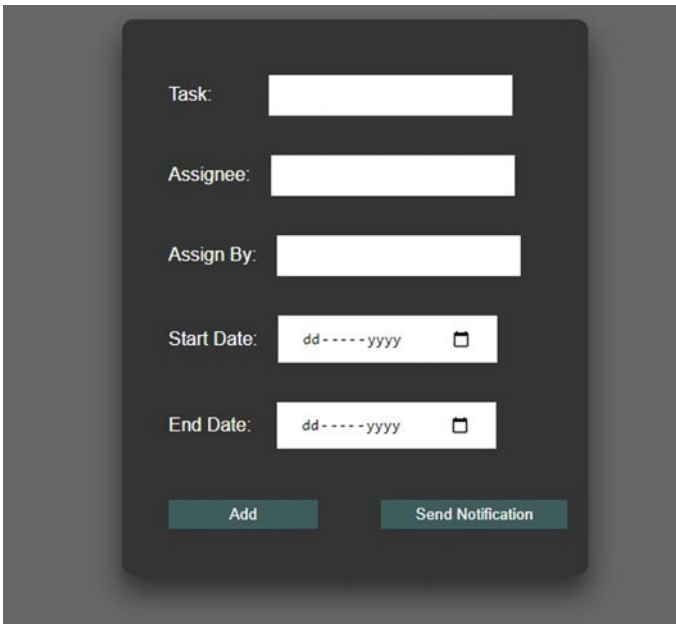 Task:
Assignee:
Assign By:
Start Date: dd-----yyyy
End Date: dd-----yyyy
Add Send Notification